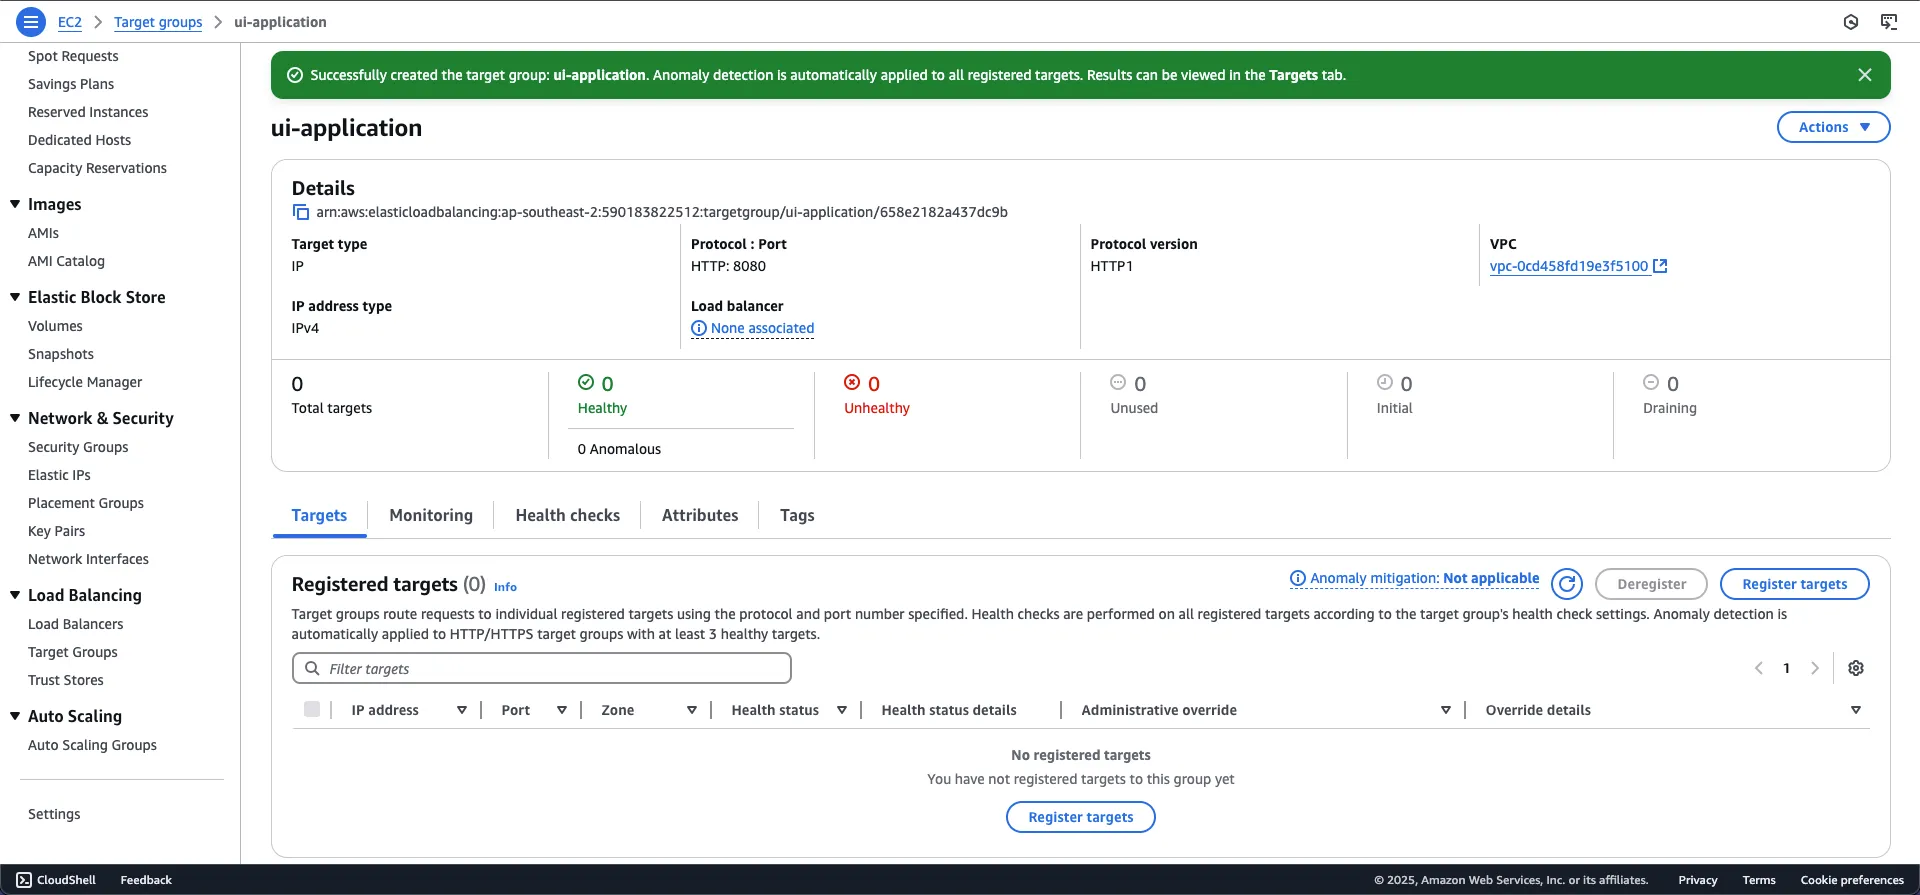 EC2 > Target groups > ui-application
Spot Requests
Savings Plans
Reserved Instances
Dedicated Hosts
Capacity Reservations
Images
AMIs
AMI Catalog
Elastic Block Store
Volumes
Snapshots
Lifecycle Manager
Network & Security
Security Groups
Elastic IPs
Placement Groups
Key Pairs
Network Interfaces
Load Balancing
Load Balancers
Target Groups
Trust Stores
Auto Scaling
Auto Scaling Groups
Settings
Successfully created the target group: ui-application. Anomaly detection is automatically applied to all registered targets. Results can be viewed in the Targets tab.
ui-application
Actions
Details
arn:aws:elasticloadbalancing:ap-southeast-2:590183822512:targetgroup/ui-application/658e2182a437dc9b
Target type
IP
Protocol : Port
HTTP: 8080
Protocol version
HTTP1
VPC
vpc-0cd458fd19e3f5100
IP address type
IPv4
Load balancer
None associated
0
Total targets
0
Healthy
0 Anomalous
0
Unhealthy
0
Unused
0
Initial
0
Draining
Targets
Monitoring
Health checks
Attributes
Tags
Registered targets (0) Info
Anomaly mitigation: Not applicable
Deregister
Register targets
Target groups route requests to individual registered targets using the protocol and port number specified. Health checks are performed on all registered targets according to the target group's health check settings. Anomaly detection is
automatically applied to HTTP/HTTPS target groups with at least 3 healthy targets.
Filter targets
1
IP address
Port
Zone
Health status
Health status details
Administrative override
Override details
No registered targets
You have not registered targets to this group yet
Register targets
CloudShell
Feedback
© 2025, Amazon Web Services, Inc. or its affiliates.
Privacy
Terms
Cookie preferences